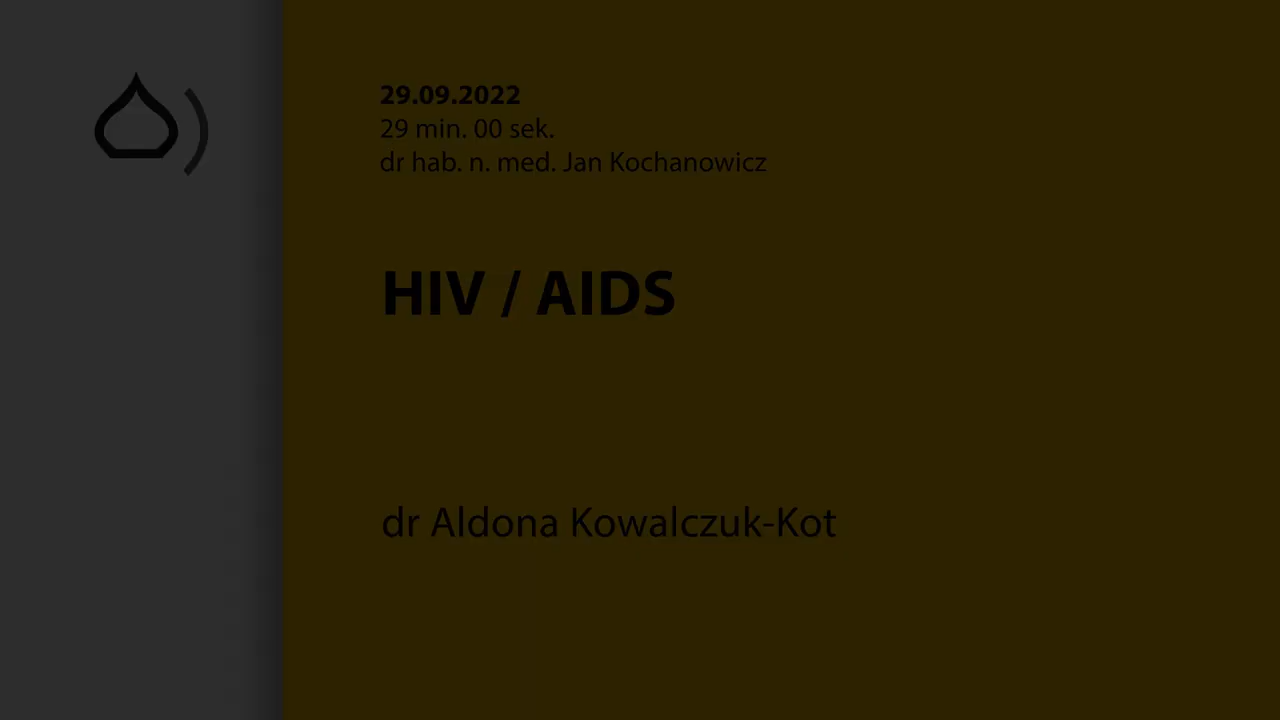 29.09.2022
29 min. 00 sek.
dr hab. n. med. Jan Kochanowicz
HIV / AIDS
dr Aldona Kowalczuk-Kot